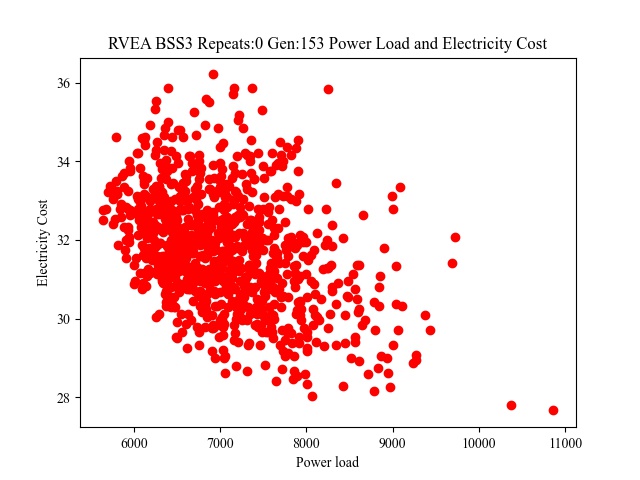 RVEA BSS3 Repeats:0 Gen:153 Power Load and Electricity Cost
36
34
32
30
28
Electricity Cost
6000 7000 8000 9000 10000 11000
Power load